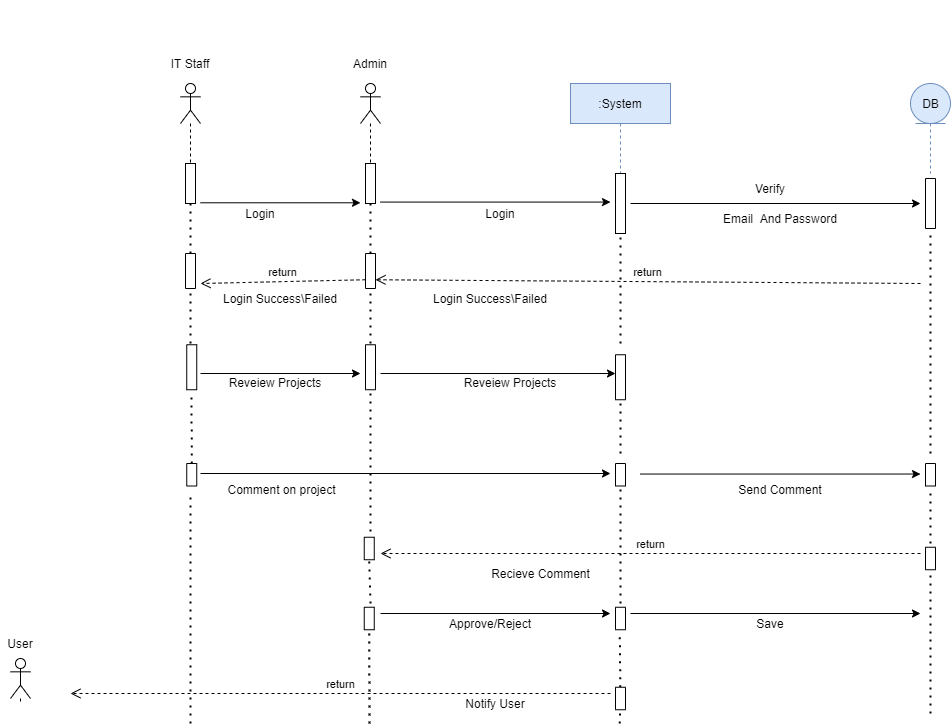 IT Staff
Admin
:System
DB
Verify
Login
Login
Email And Password
return
return
Login Success\Failed
Login Success\Failed
Reveiew Projects
Reveiew Projects
Comment on project
Send Comment
return
Recieve Comment
Approve/Reject
Save
User
return
Notify User